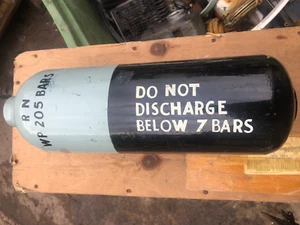 R N
WP 205 BARS
DO NOT
DISCHARGE
BELOW 7 BARS